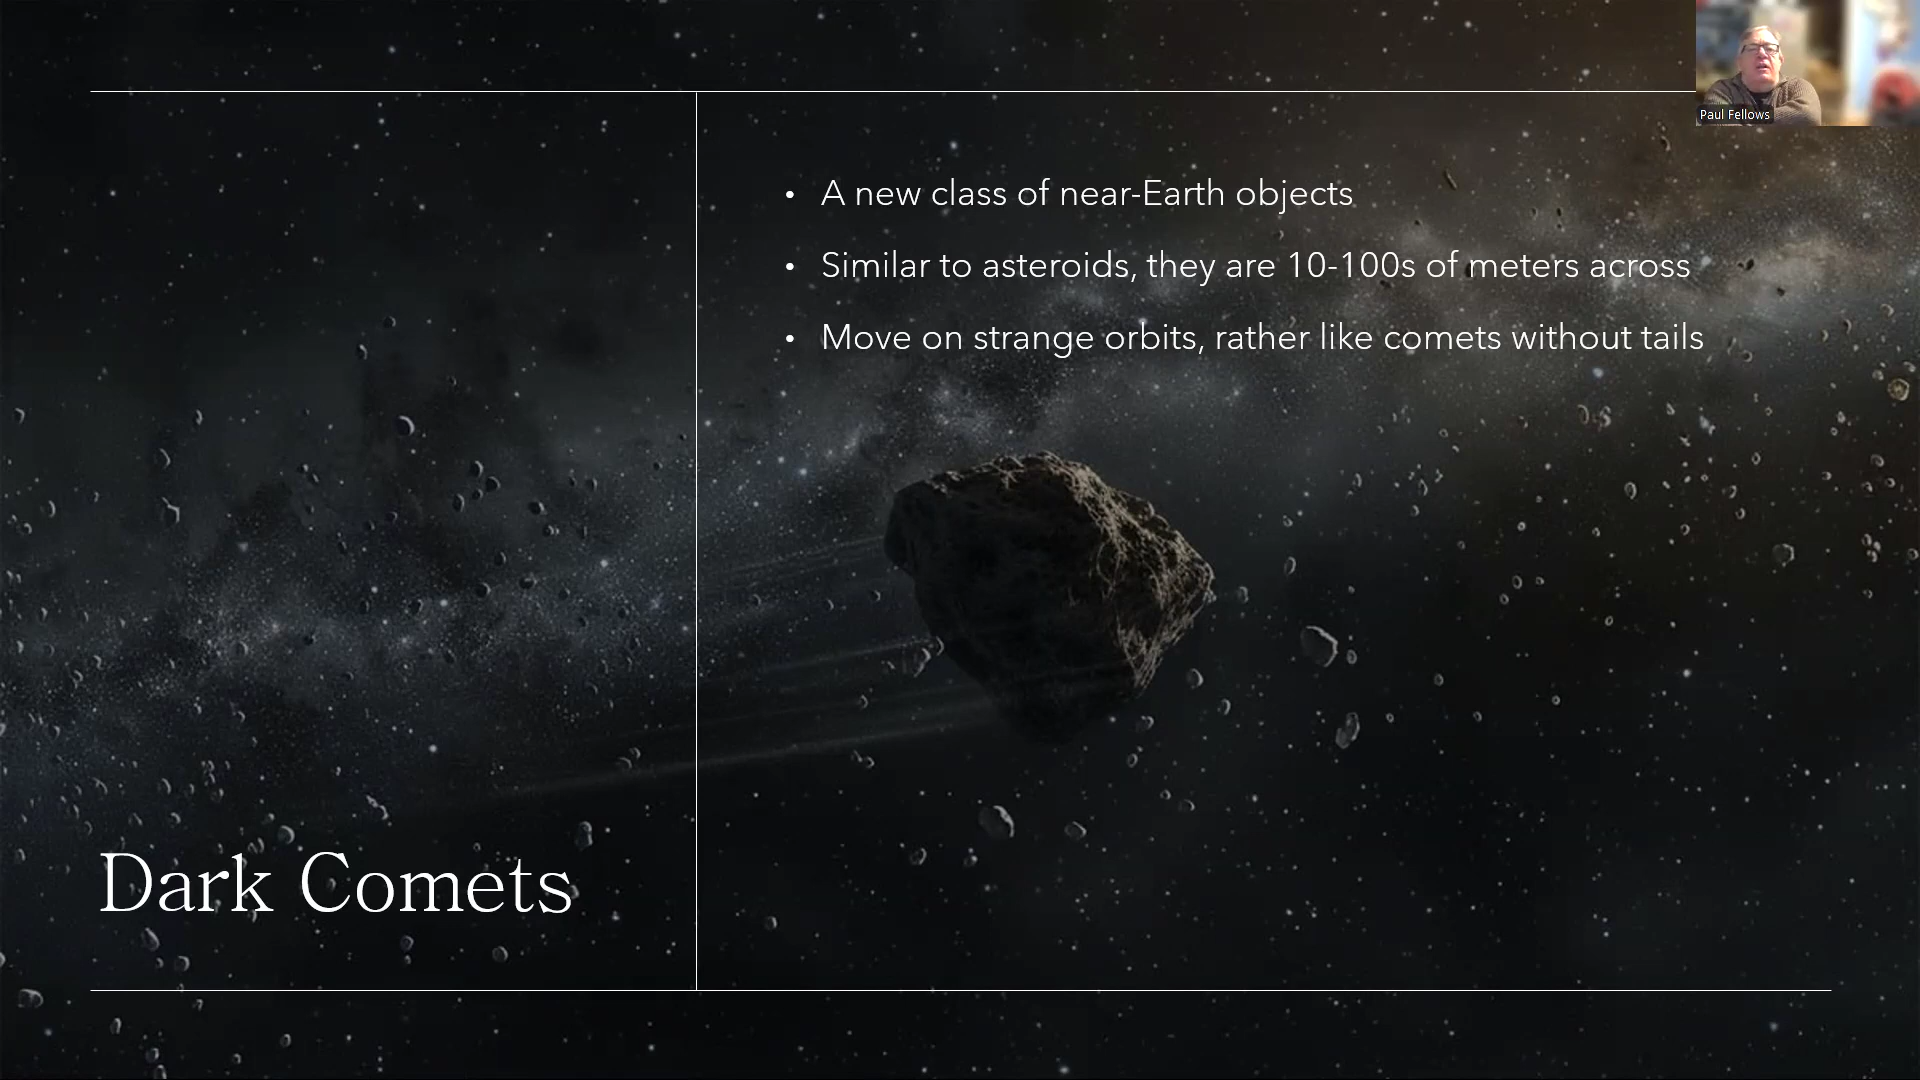 Paul Fellows
• A new class of near-Earth objects
• Similar to asteroids, they are 10-100s of meters across
• Move on strange orbits, rather like comets without tails
Dark Comets